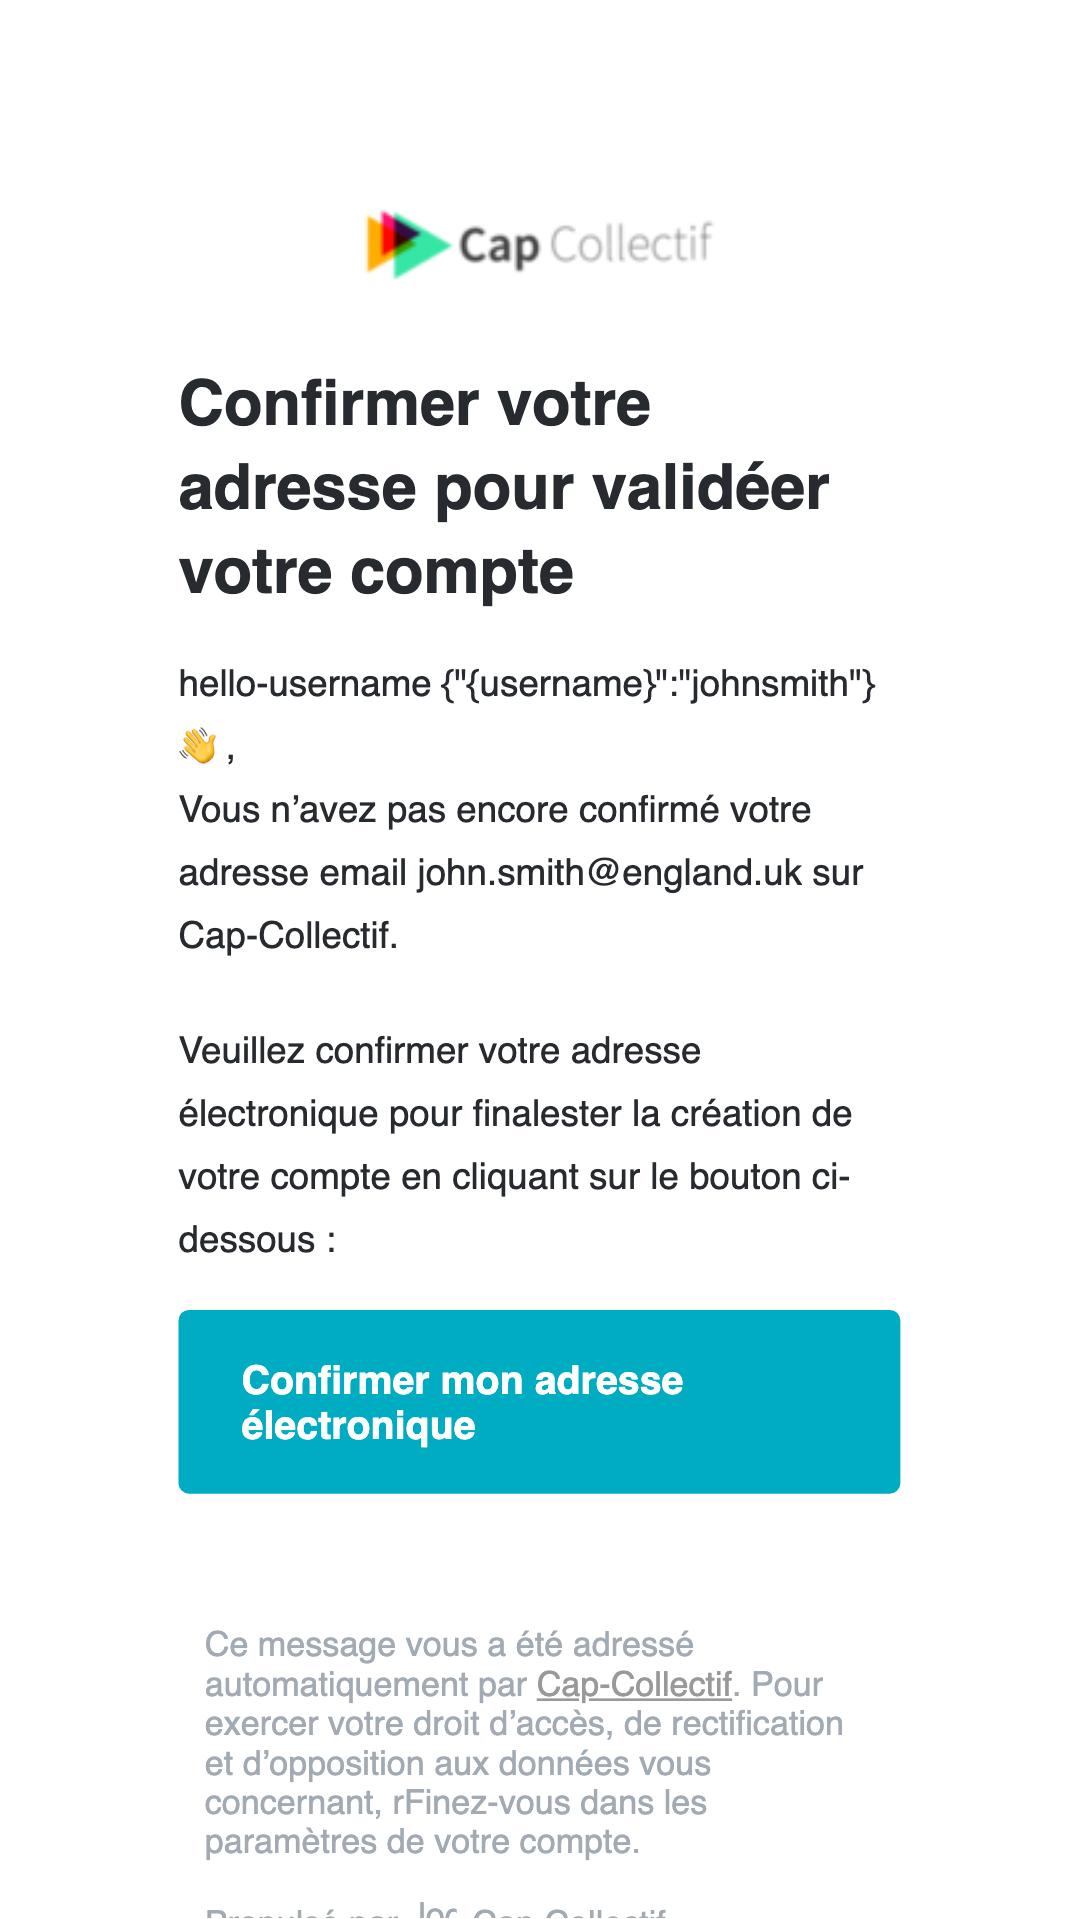 Cap Collectif
Confirmer votre
adresse pour validéer
votre compte
hello-username {"{username}":"johnsmith"}
👋 ,
Vous n’avez pas encore confirmé votre
adresse email john.smith@england.uk sur
Cap-Collectif.
Veuillez confirmer votre adresse
électronique pour finalester la création de
votre compte en cliquant sur le bouton ci-
dessous :
Confirmer mon adresse
électronique
Ce message vous a été adressé
automatiquement par Cap-Collectif. Pour
exercer votre droit d’accès, de rectification
et d’opposition aux données vous
concernant, rFinez-vous dans les
paramètres de votre compte.
Propulsé par Cap Collectif